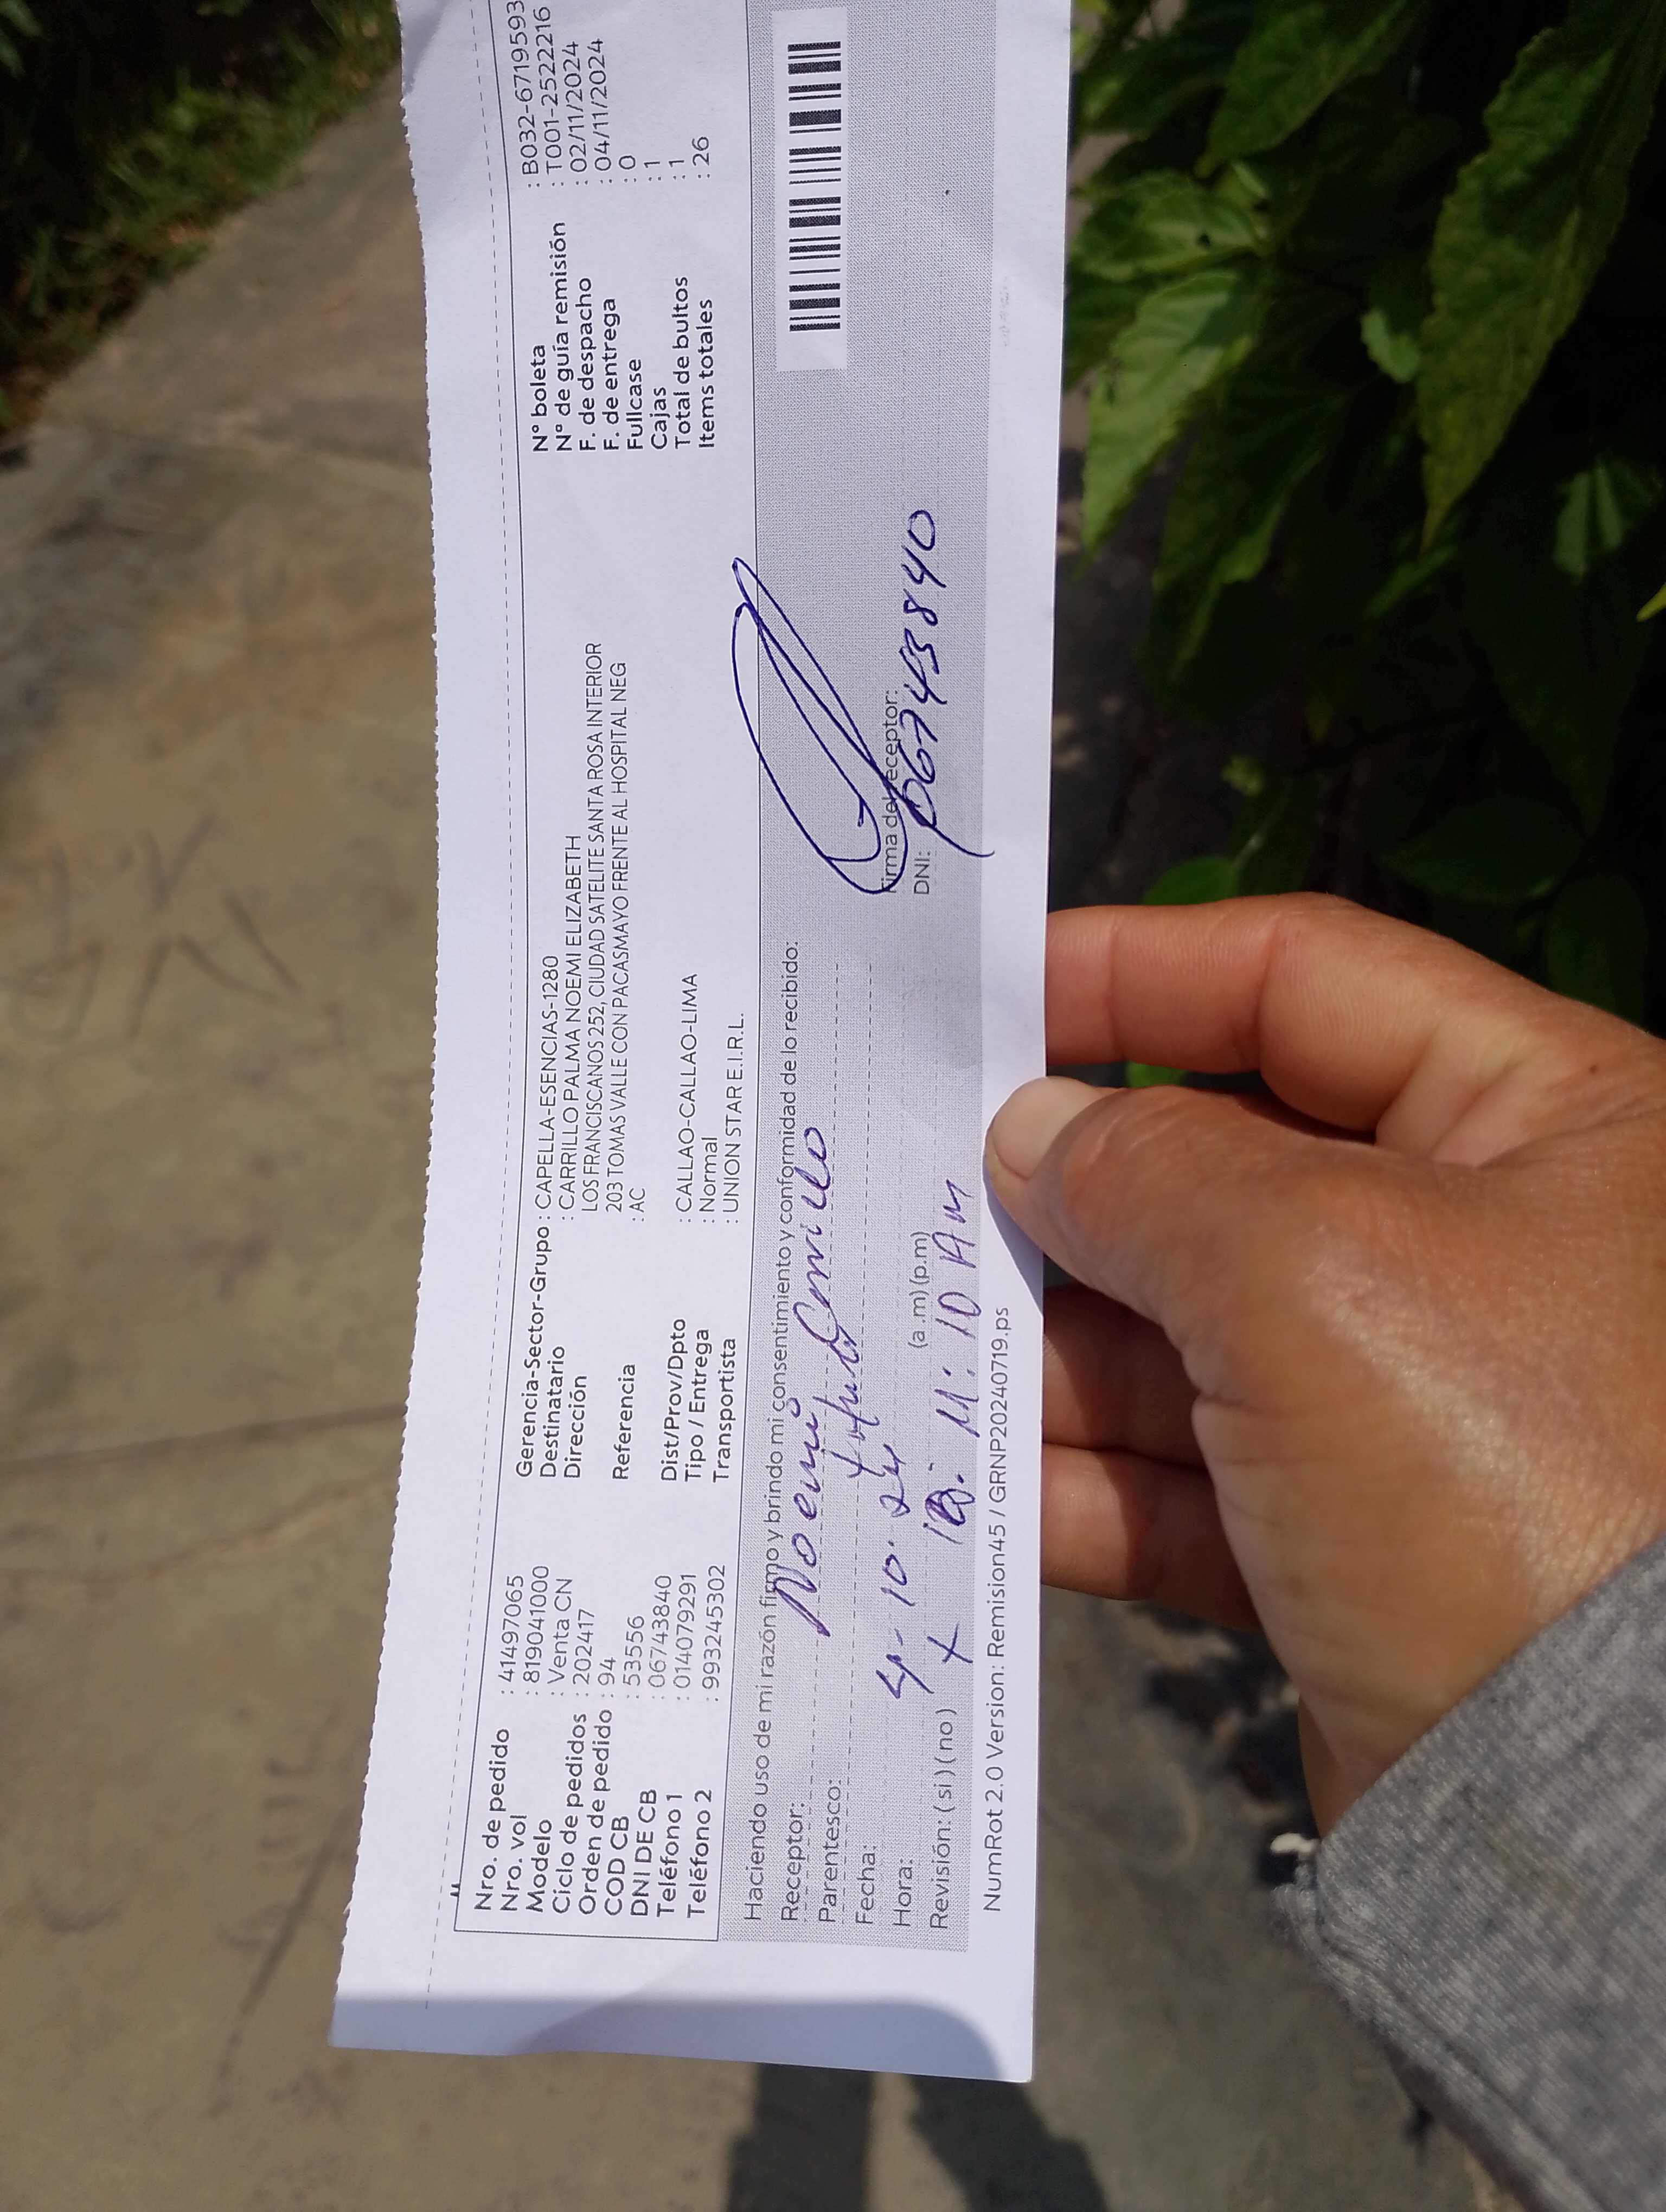 Nro. de pedido : 41497065
Nro. vol : 819041000
Modelo : Venta CN
Ciclo de pedidos : 202417
Orden de pedido : 94
COD CB : 53556
DNI DE CB : 06743840
Teléfono 1 : 014079291
Teléfono 2 : 993245302
Gerencia-Sector-Grupo : CAPELLA-ESENCIAS-1280
Destinatario : CARRILLO PALMA NOEMI ELIZABETH
Dirección LOS FRANCISCANOS 252, CIUDAD SATELITE SANTA ROSA INTERIOR
203 TOMAS VALLE CON PACASMAYO FRENTE AL HOSPITAL NEG
Referencia : AC
Dist/Prov/Dpto : CALLAO-CALLAO-LIMA
Tipo / Entrega : Normal
Transportista : UNION STAR E.I.R.L.
N° boleta : B032-6719593
N° de guía remisión : T001-2522216
F. de despacho : 02/11/2024
F. de entrega : 04/11/2024
Fullcase : 0
Cajas : 1
Total de bultos : 1
Items totales : 26
Haciendo uso de mi razón firmo y brindo mi consentimiento y conformidad de lo recibido:
Receptor: Noemi Carrillo
Parentesco:
Fecha: 4-10-24
Hora: (a.m) (p.m)
Revisión: (si) (no) X 10 AM
Firma del receptor:
DNI: 06743840
NumRot 2.0 Version: Remision45 / GRNP20240719.ps